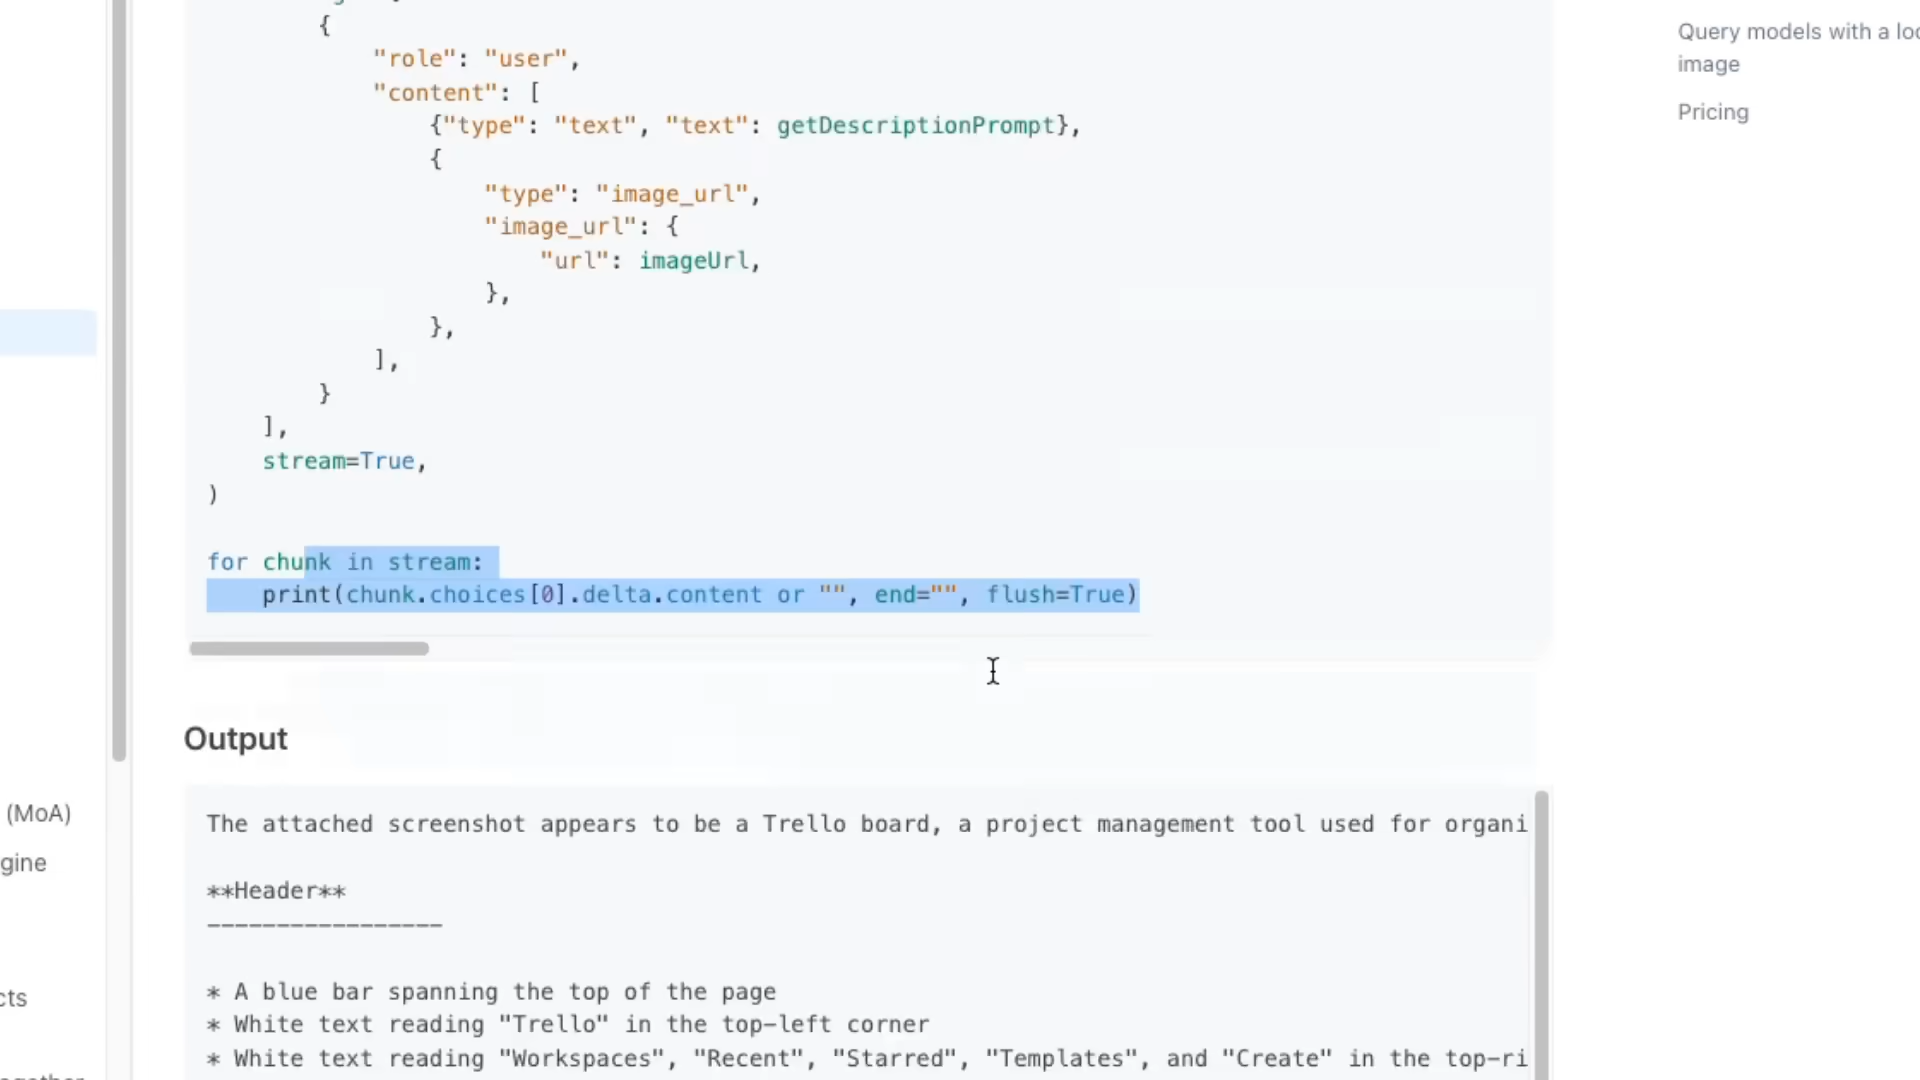 {
"role": "user",
"content": [
{"type": "text", "text": getDescriptionPrompt},
{
"type": "image_url",
"image_url": {
"url": imageUrl,
},
},
],
}
],
stream=True,
)
for chunk in stream:
print(chunk.choices[0].delta.content or "", end="", flush=True)
Output
The attached screenshot appears to be a Trello board, a project management tool used for organi
**Header**
-----------------
* A blue bar spanning the top of the page
* White text reading "Trello" in the top-left corner
* White text reading "Workspaces", "Recent", "Starred", "Templates", and "Create" in the top-ri
(MoA)
gine
cts
Query models with a loc
image
Pricing